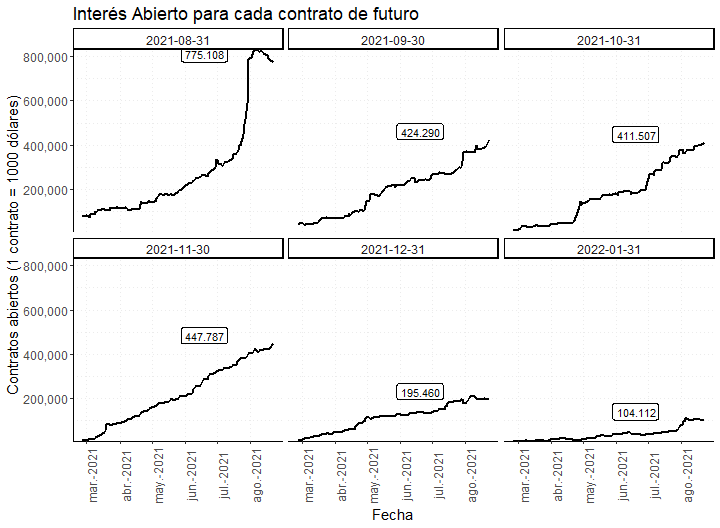 Interés Abierto para cada contrato de futuro
Contratos abiertos (1 contrato = 1000 dólares)
2021-08-31
2021-09-30
2021-10-31
800,000
600,000
400,000
200,000
775.108
424.290
411.507
2021-11-30
2021-12-31
2022-01-31
800,000
600,000
400,000
200,000
447.787
195.460
104.112
mar.-2021
abr.-2021
may.-2021
jun.-2021
jul.-2021
ago.-2021
mar.-2021
abr.-2021
may.-2021
jun.-2021
jul.-2021
ago.-2021
mar.-2021
abr.-2021
may.-2021
jun.-2021
jul.-2021
ago.-2021
Fecha